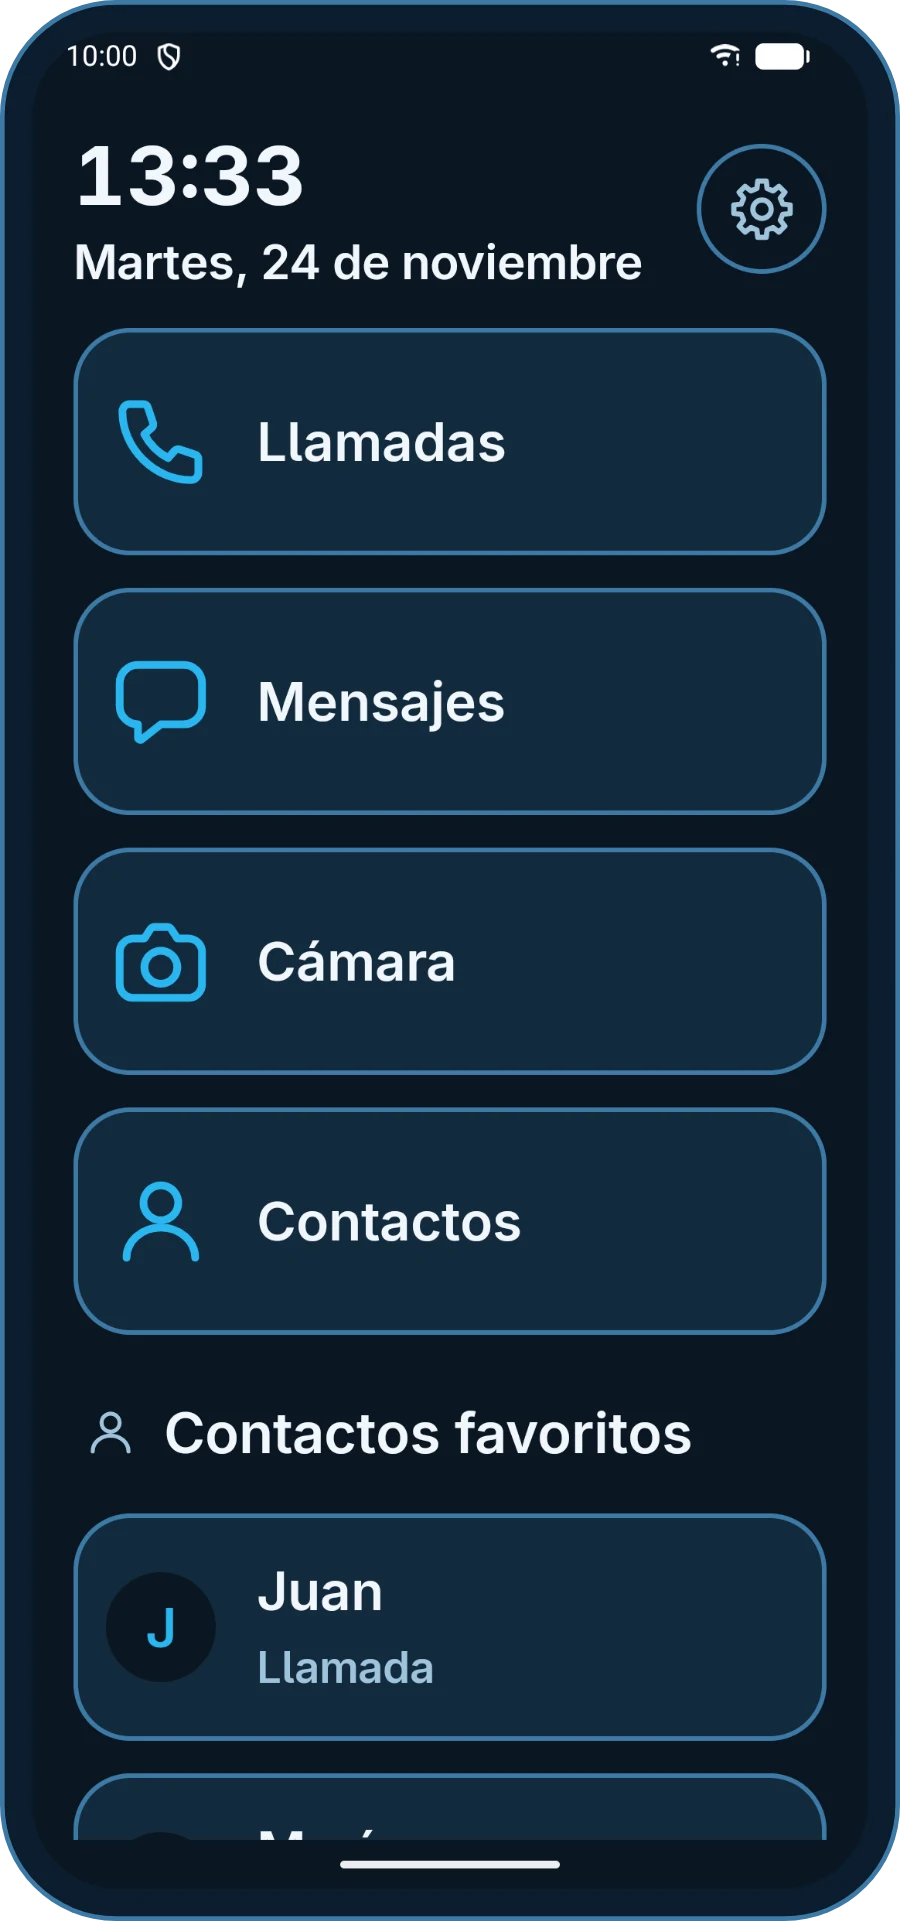 10:00
13:33
Martes, 24 de noviembre
Llamadas
Mensajes
Cámara
Contactos
Contactos favoritos
J
Juan
Llamada